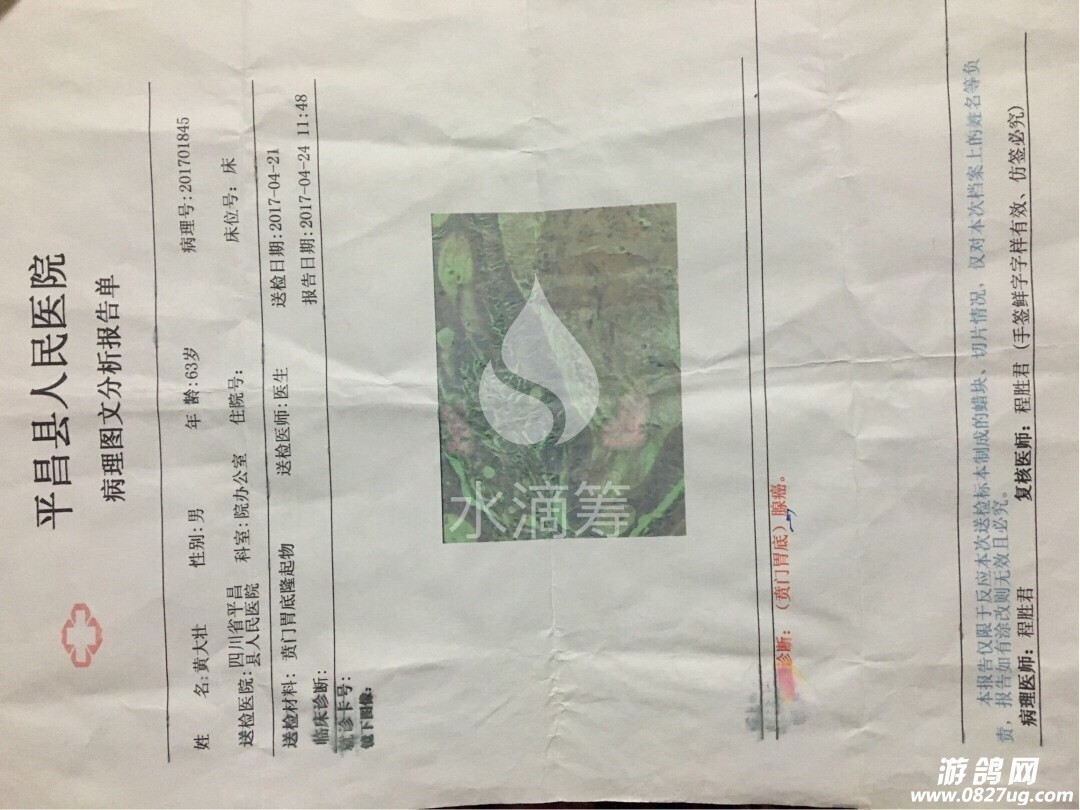 平昌县人民医院
病理图文分析报告单
病理号:201701845
姓 名:黄大壮 性别:男 年 龄:63岁
送检医院:四川省平昌县人民医院 科室:院办公室 住院号: 床位号:床
送检材料:贲门胃底隆起物 送检医师:医生 送检日期:2017-04-21
临床诊断: 报告日期:2017-04-24 11:48
就诊卡号:
镜下图像:
水滴筹
诊断:(贲门胃底)腺癌。
本报告仅限于反应本次送检标本制成的蜡块、切片情况,仅对本次档案上的姓名等负
责,报告如有涂改则无效且必究。
病理医师:程胜君 复核医师:程胜君(手签鲜字字样有效、仿签必究)
游鸽网
www.0827ug.com